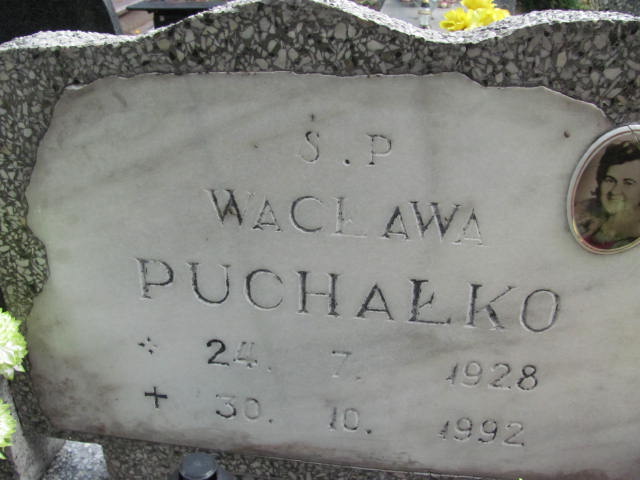 Ś.P
WACŁAWA
PUCHAŁKO
* 24. 7. 1928
+ 30. 10. 1992